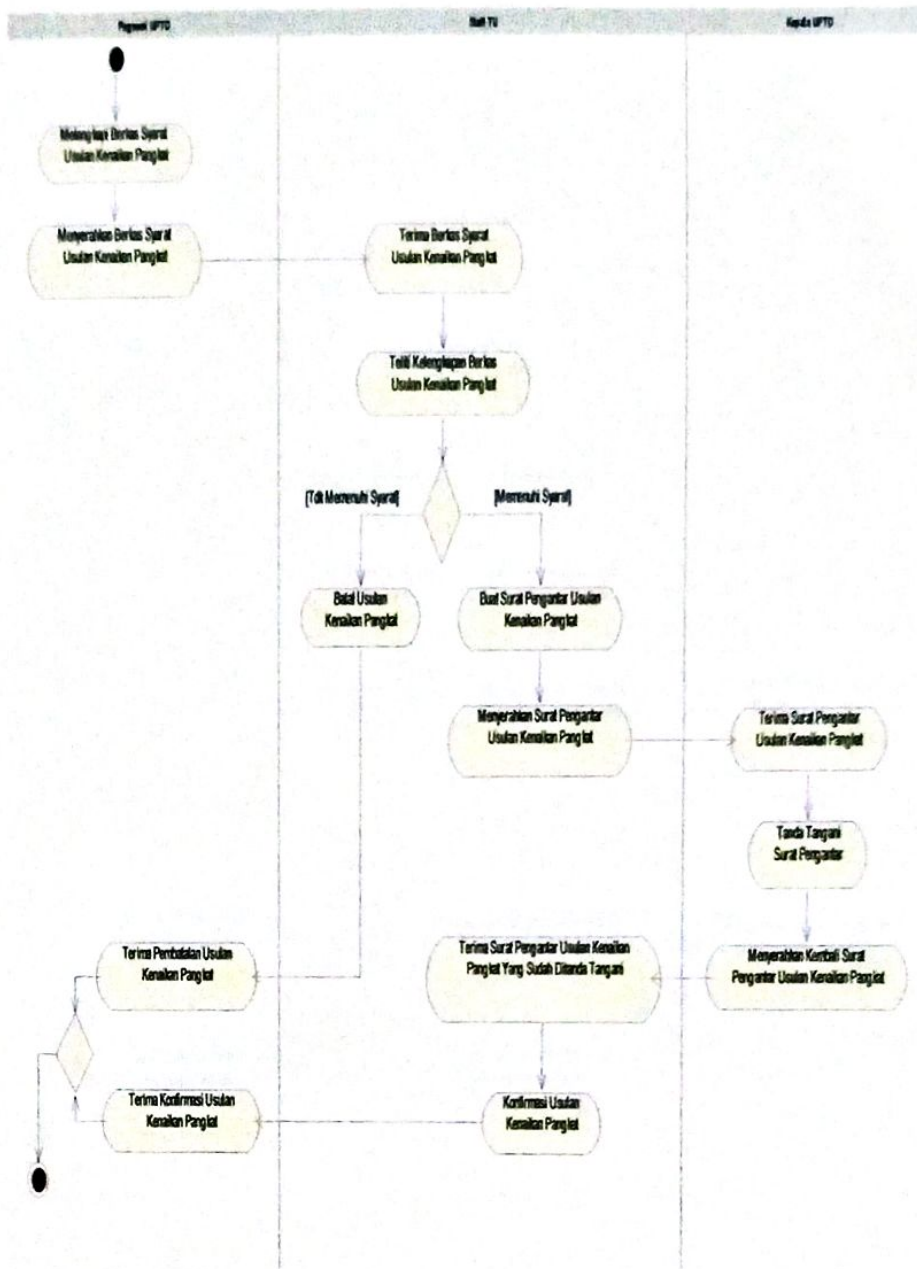 Pegawai UPTD
Staff TU
Kepala UPTD
Melengkapi Berkas Syarat
Usulan Kenaikan Pangkat
Menyerahkan Berkas Syarat
Usulan Kenaikan Pangkat
Terima Berkas Syarat
Usulan Kenaikan Pangkat
Teliti Kelengkapan Berkas
Usulan Kenaikan Pangkat
[Tdk Memenuhi Syarat]
[Memenuhi Syarat]
Batal Usulan
Kenaikan Pangkat
Buat Surat Pengantar Usulan
Kenaikan Pangkat
Menyerahkan Surat Pengantar
Usulan Kenaikan Pangkat
Terima Surat Pengantar
Usulan Kenaikan Pangkat
Tanda Tangani
Surat Pengantar
Menyerahkan Kembali Surat
Pengantar Usulan Kenaikan Pangkat
Terima Surat Pengantar Usulan Kenaikan
Pangkat Yang Sudah Ditanda Tangani
Terima Pembatalan Usulan
Kenaikan Pangkat
Konfirmasi Usulan
Kenaikan Pangkat
Terima Konfirmasi Usulan
Kenaikan Pangkat